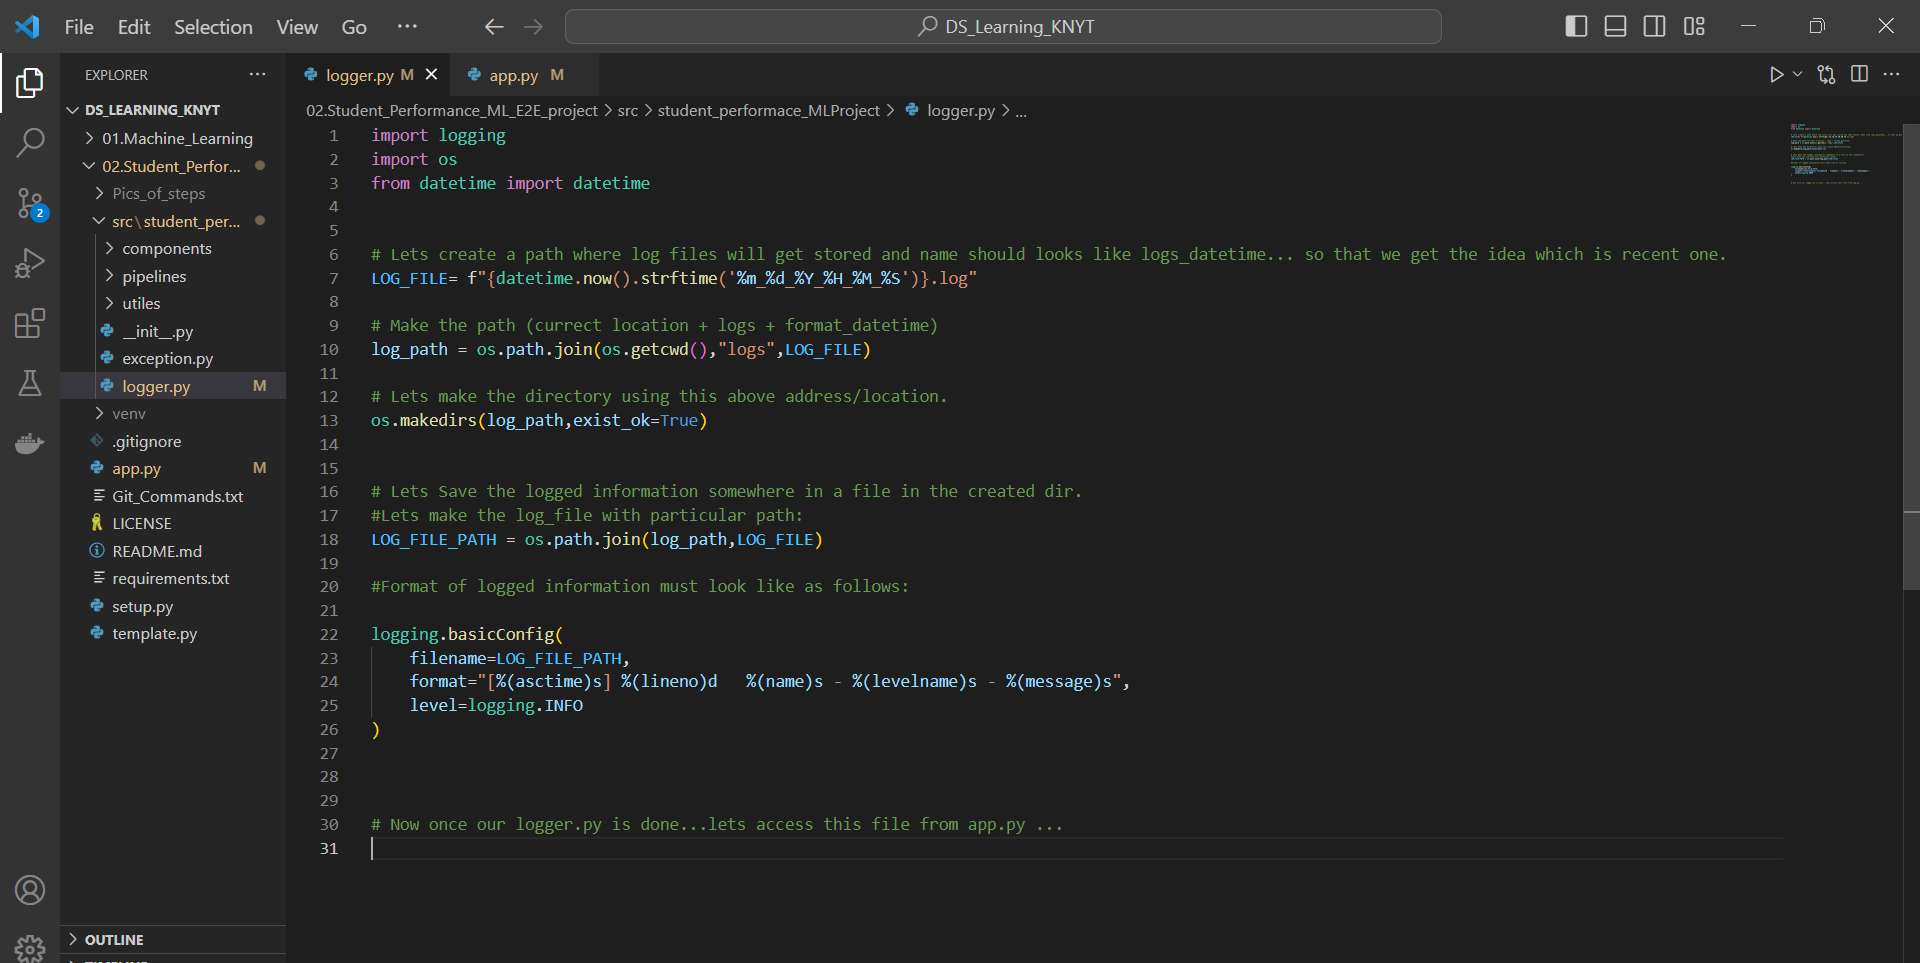 File Edit Selection View Go ··· DS_Learning_KNYT
EXPLORER ···
DS_LEARNING_KNYT
01.Machine_Learning
02.Student_Perfor...
Pics_of_steps
src\student_per...
components
pipelines
utiles
__init__.py
exception.py
logger.py M
venv
.gitignore
app.py M
Git_Commands.txt
LICENSE
README.md
requirements.txt
setup.py
template.py
OUTLINE
2
logger.py M app.py M
02.Student_Performance_ML_E2E_project > src > student_performace_MLProject > logger.py > ...
1 import logging
2 import os
3 from datetime import datetime
4
5
6 # Lets create a path where log files will get stored and name should looks like logs_datetime... so that we get the idea which is recent one.
7 LOG_FILE= f"{datetime.now().strftime('%m_%d_%Y_%H_%M_%S')}.log"
8
9 # Make the path (currect location + logs + format_datetime)
10 log_path = os.path.join(os.getcwd(),"logs",LOG_FILE)
11
12 # Lets make the directory using this above address/location.
13 os.makedirs(log_path,exist_ok=True)
14
15
16 # Lets Save the logged information somewhere in a file in the created dir.
17 #Lets make the log_file with particular path:
18 LOG_FILE_PATH = os.path.join(log_path,LOG_FILE)
19
20 #Format of logged information must look like as follows:
21
22 logging.basicConfig(
23     filename=LOG_FILE_PATH,
24     format="[%(asctime)s] %(lineno)d   %(name)s - %(levelname)s - %(message)s",
25     level=logging.INFO
26 )
27
28
29
30 # Now once our logger.py is done...lets access this file from app.py ...
31